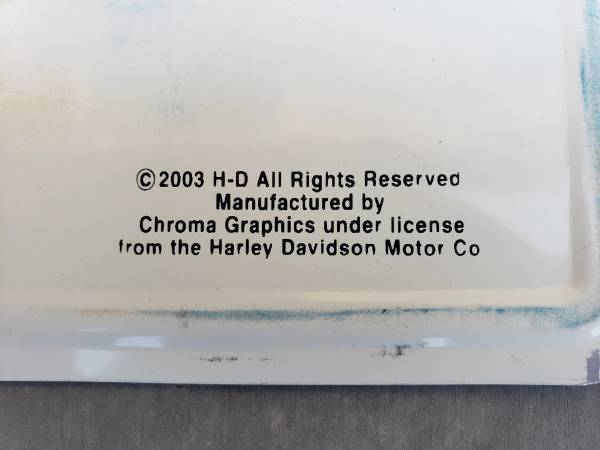 ©2003 H-D All Rights Reserved
Manufactured by
Chroma Graphics under license
from the Harley Davidson Motor Co